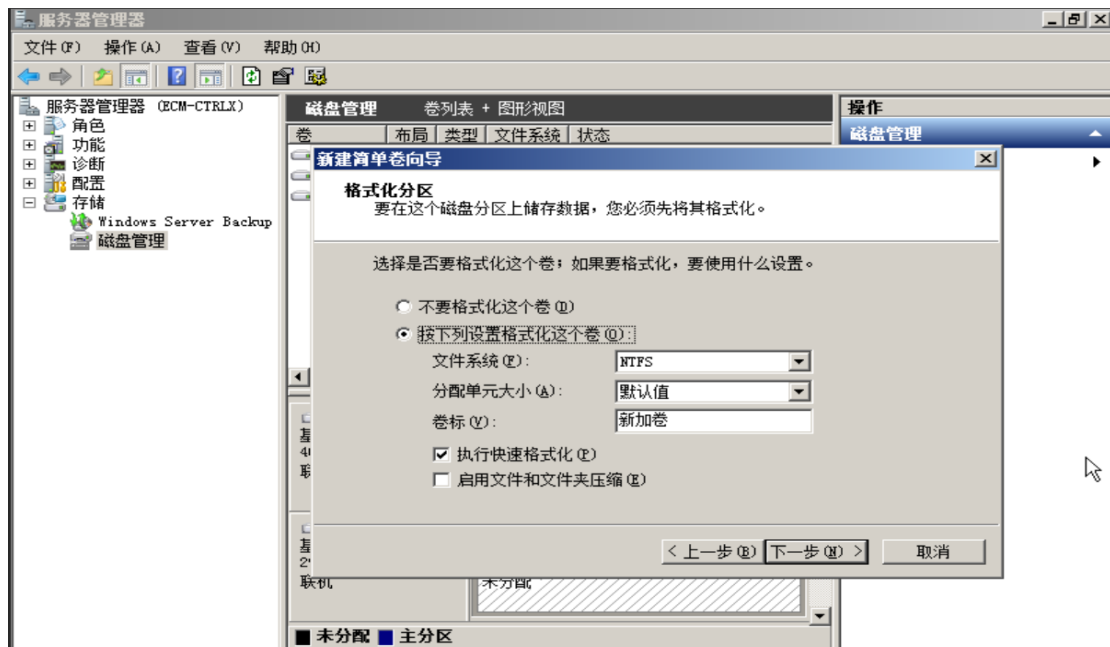 服务器管理器
文件(F) 操作(A) 查看(V) 帮助(H)
服务器管理器 (ECM-CTRLX)
角色
功能
诊断
配置
存储
Windows Server Backup
磁盘管理
磁盘管理 卷列表 + 图形视图
卷 布局 类型 文件系统 状态
操作
磁盘管理
新建简单卷向导
格式化分区
要在这个磁盘分区上储存数据，您必须先将其格式化。
选择是否要格式化这个卷；如果要格式化，要使用什么设置。
不要格式化这个卷(D)
按下列设置格式化这个卷(O):
文件系统(F): NTFS
分配单元大小(A): 默认值
卷标(V): 新加卷
执行快速格式化(P)
启用文件和文件夹压缩(E)
< 上一步(B) 下一步(N) > 取消
基
联机
未分配
未分配 主分区